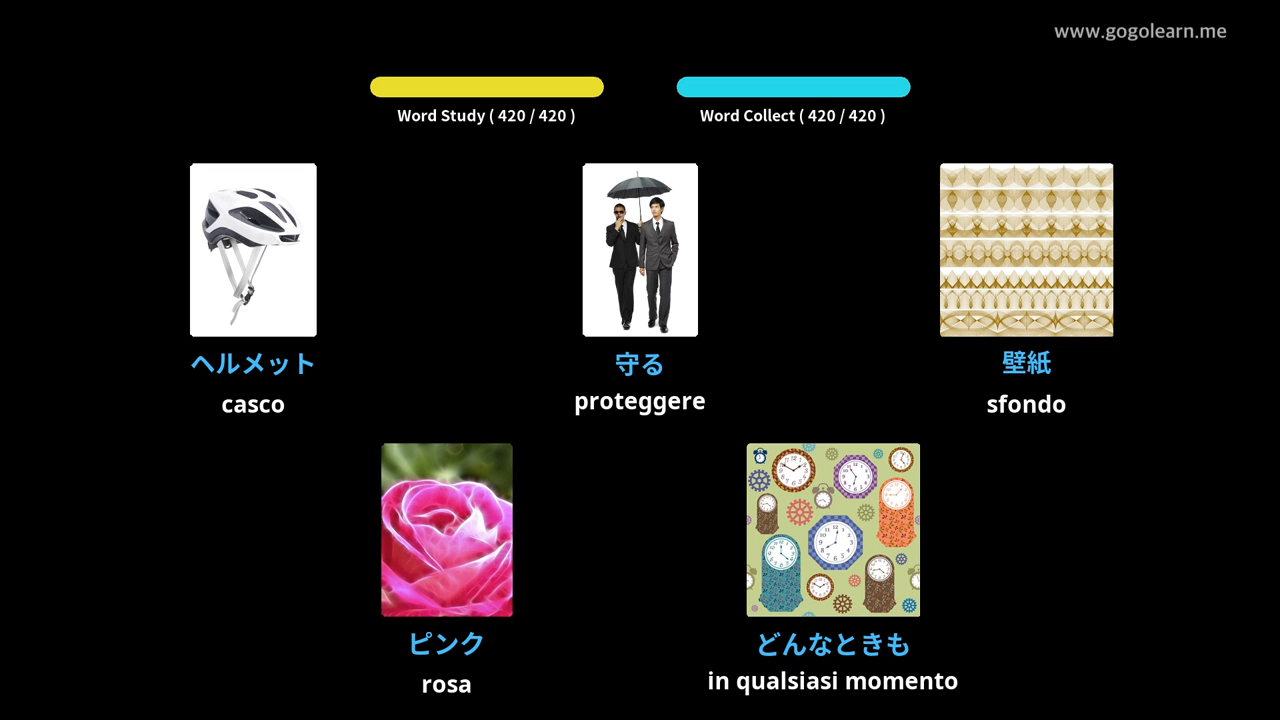 www.gogolearn.me
Word Study ( 420 / 420 )
Word Collect ( 420 / 420 )
ヘルメット
casco
守る
proteggere
壁紙
sfondo
ピンク
rosa
どんなときも
in qualsiasi momento